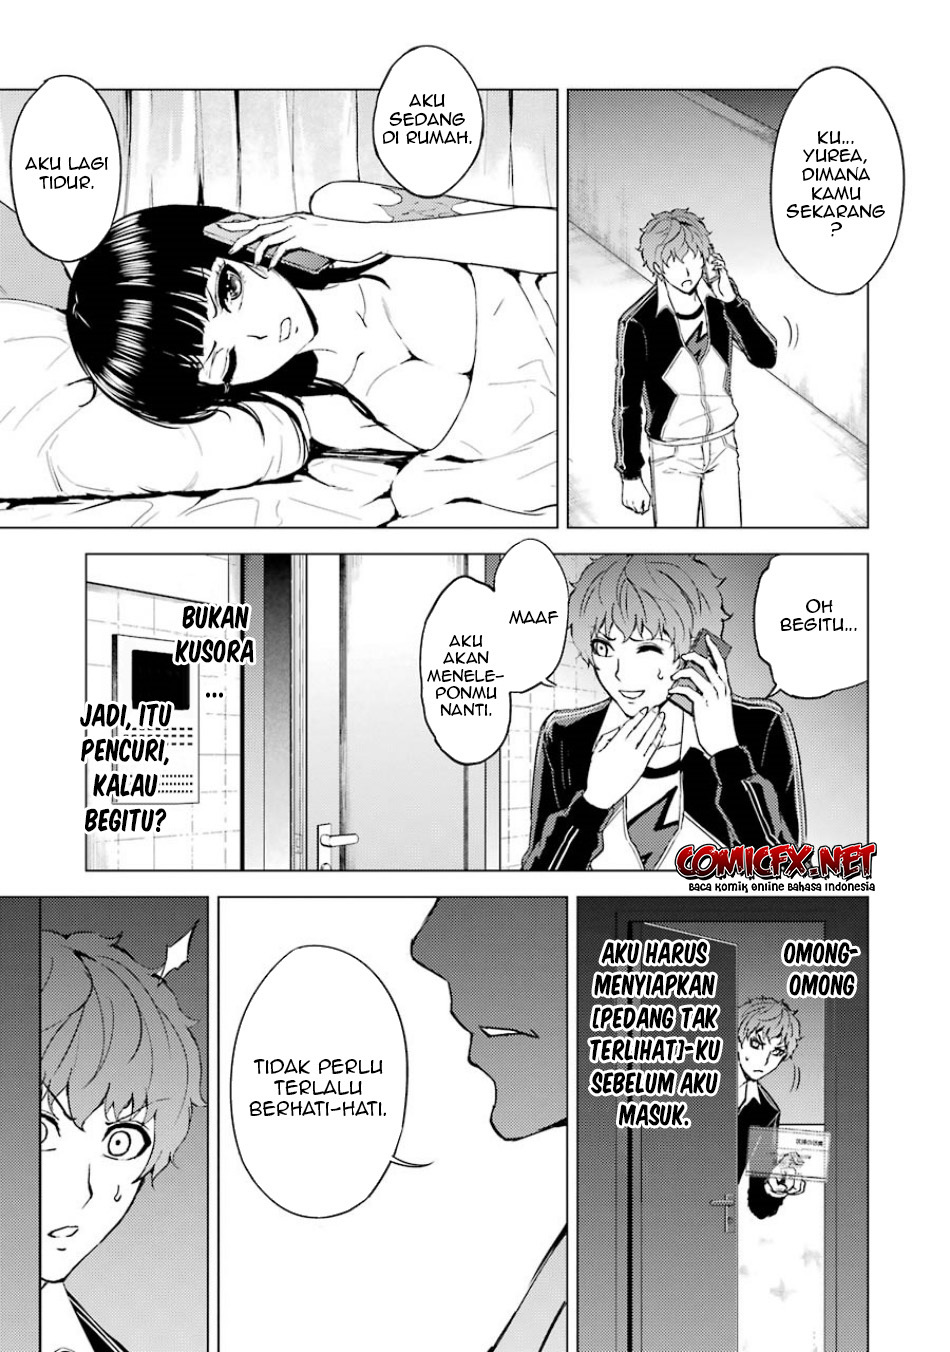 KU...
YUREA,
DIMANA
KAMU
SEKARANG
?
AKU
SEDANG
DI RUMAH.
AKU LAGI
TIDUR.
OH
BEGITU...
MAAF
AKU
AKAN
MENELE-
PONMU
NANTI.
BUKAN
KUSORA
...
JADI, ITU
PENCURI,
KALAU
BEGITU?
COMICFX.NET
Baca komik online Bahasa Indonesia
OMONG-
OMONG
AKU HARUS
MENYIAPKAN
[PEDANG TAK
TERLIHAT]-KU
SEBELUM AKU
MASUK.
TIDAK PERLU
TERLALU
BERHATI-HATI.